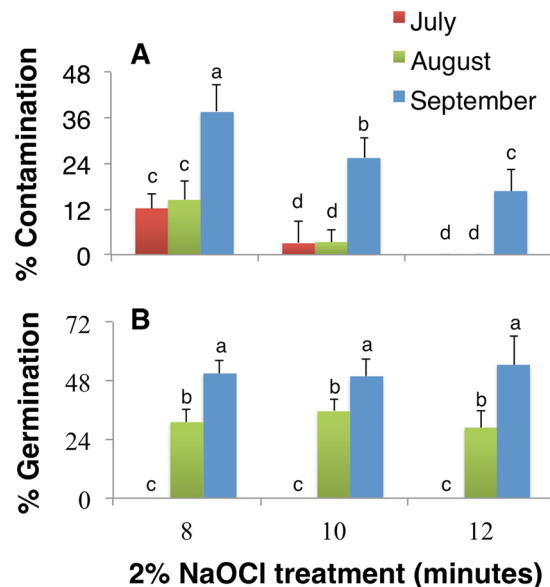 July
August
September
A
48
36
24
12
0
% Contamination
c c a
d d b
d d c
B
72
48
24
0
% Germination
c b a
c b a
c b a
8 10 12
2% NaOCl treatment (minutes)